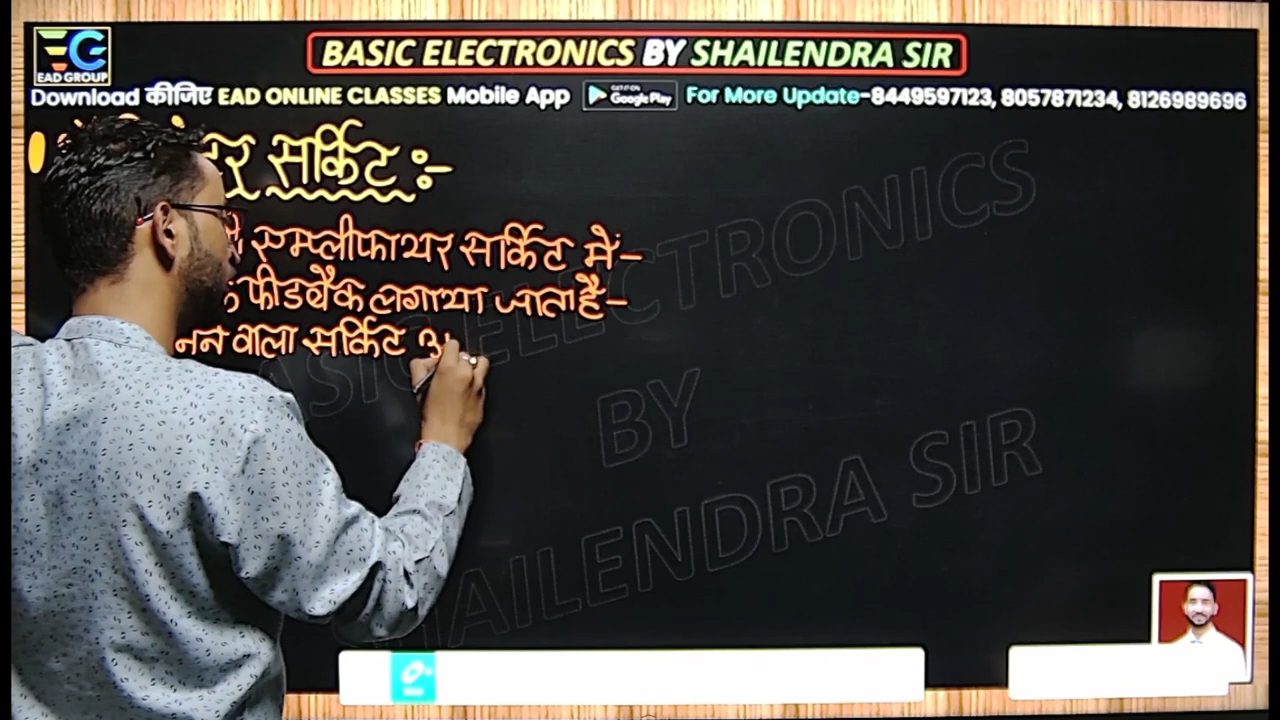 EAD GROUP
BASIC ELECTRONICS BY SHAILENDRA SIR
Download कीजिए EAD ONLINE CLASSES Mobile App GET IT ON Google Play For More Update-8449597123, 8057871234, 8126989696
सर्किट :-
एम्प्लीफायर सर्किट में-
फीडबैक लगाया जाता है-
वाला सर्किट
BASIC ELECTRONICS
BY
SHAILENDRA SIR